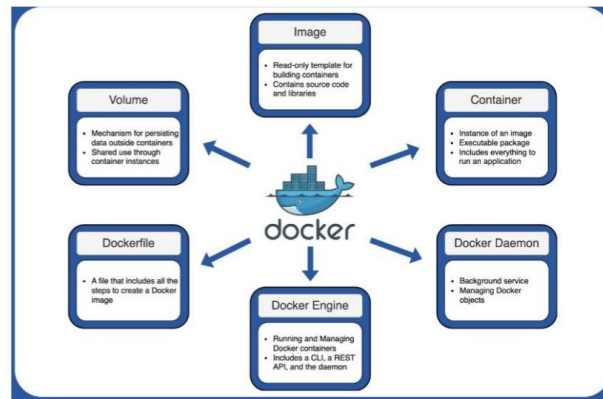 Image
• Read-only template for
building containers
• Contains source code
and libraries
Volume
• Mechanism for persisting
data outside containers
• Shared use through
container instances
Container
• Instance of an image
• Executable package
• Includes everything to
run an application
docker
Dockerfile
• A file that includes all the
steps to create a Docker
image
Docker Daemon
• Background service
• Managing Docker
objects
Docker Engine
• Running and Managing
Docker containers
• Includes a CLI, a REST
API, and the daemon